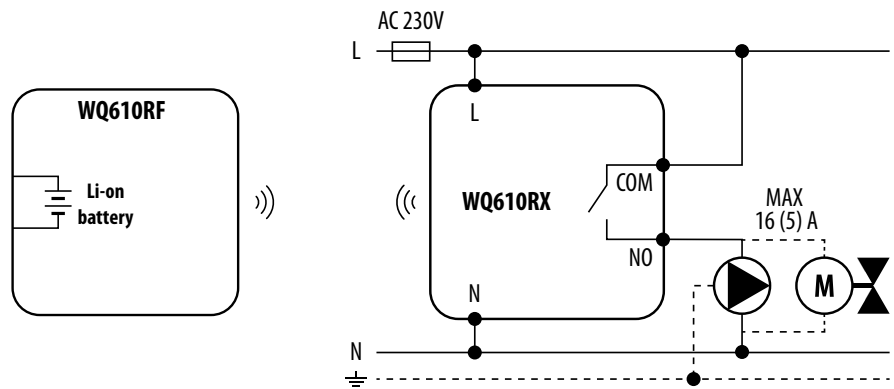 AC 230V
L
WQ610RF
L
Li-on
battery
WQ610RX
COM
MAX
16 (5) A
NO
M
N
N